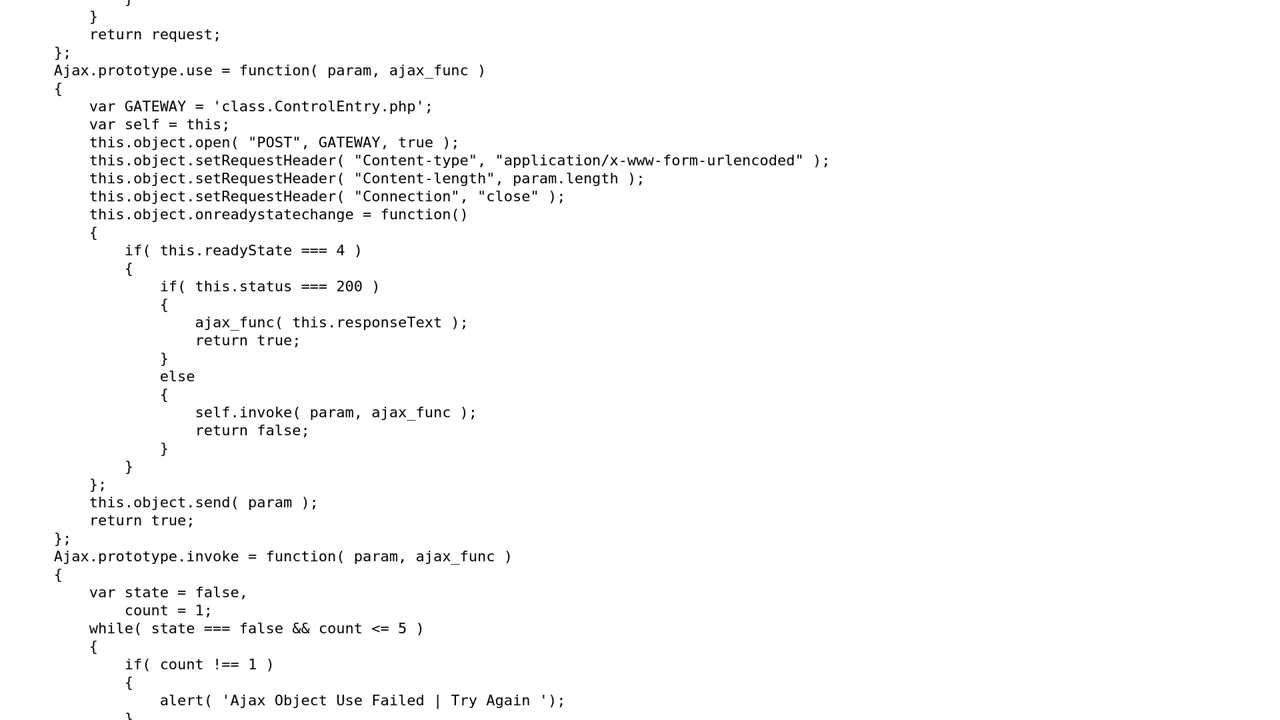 }
}
return request;
};
Ajax.prototype.use = function( param, ajax_func )
{
var GATEWAY = 'class.ControlEntry.php';
var self = this;
this.object.open( "POST", GATEWAY, true );
this.object.setRequestHeader( "Content-type", "application/x-www-form-urlencoded" );
this.object.setRequestHeader( "Content-length", param.length );
this.object.setRequestHeader( "Connection", "close" );
this.object.onreadystatechange = function()
{
if( this.readyState === 4 )
{
if( this.status === 200 )
{
ajax_func( this.responseText );
return true;
}
else
{
self.invoke( param, ajax_func );
return false;
}
}
};
this.object.send( param );
return true;
};
Ajax.prototype.invoke = function( param, ajax_func )
{
var state = false,
count = 1;
while( state === false && count <= 5 )
{
if( count !== 1 )
{
alert( 'Ajax Object Use Failed | Try Again ');
}